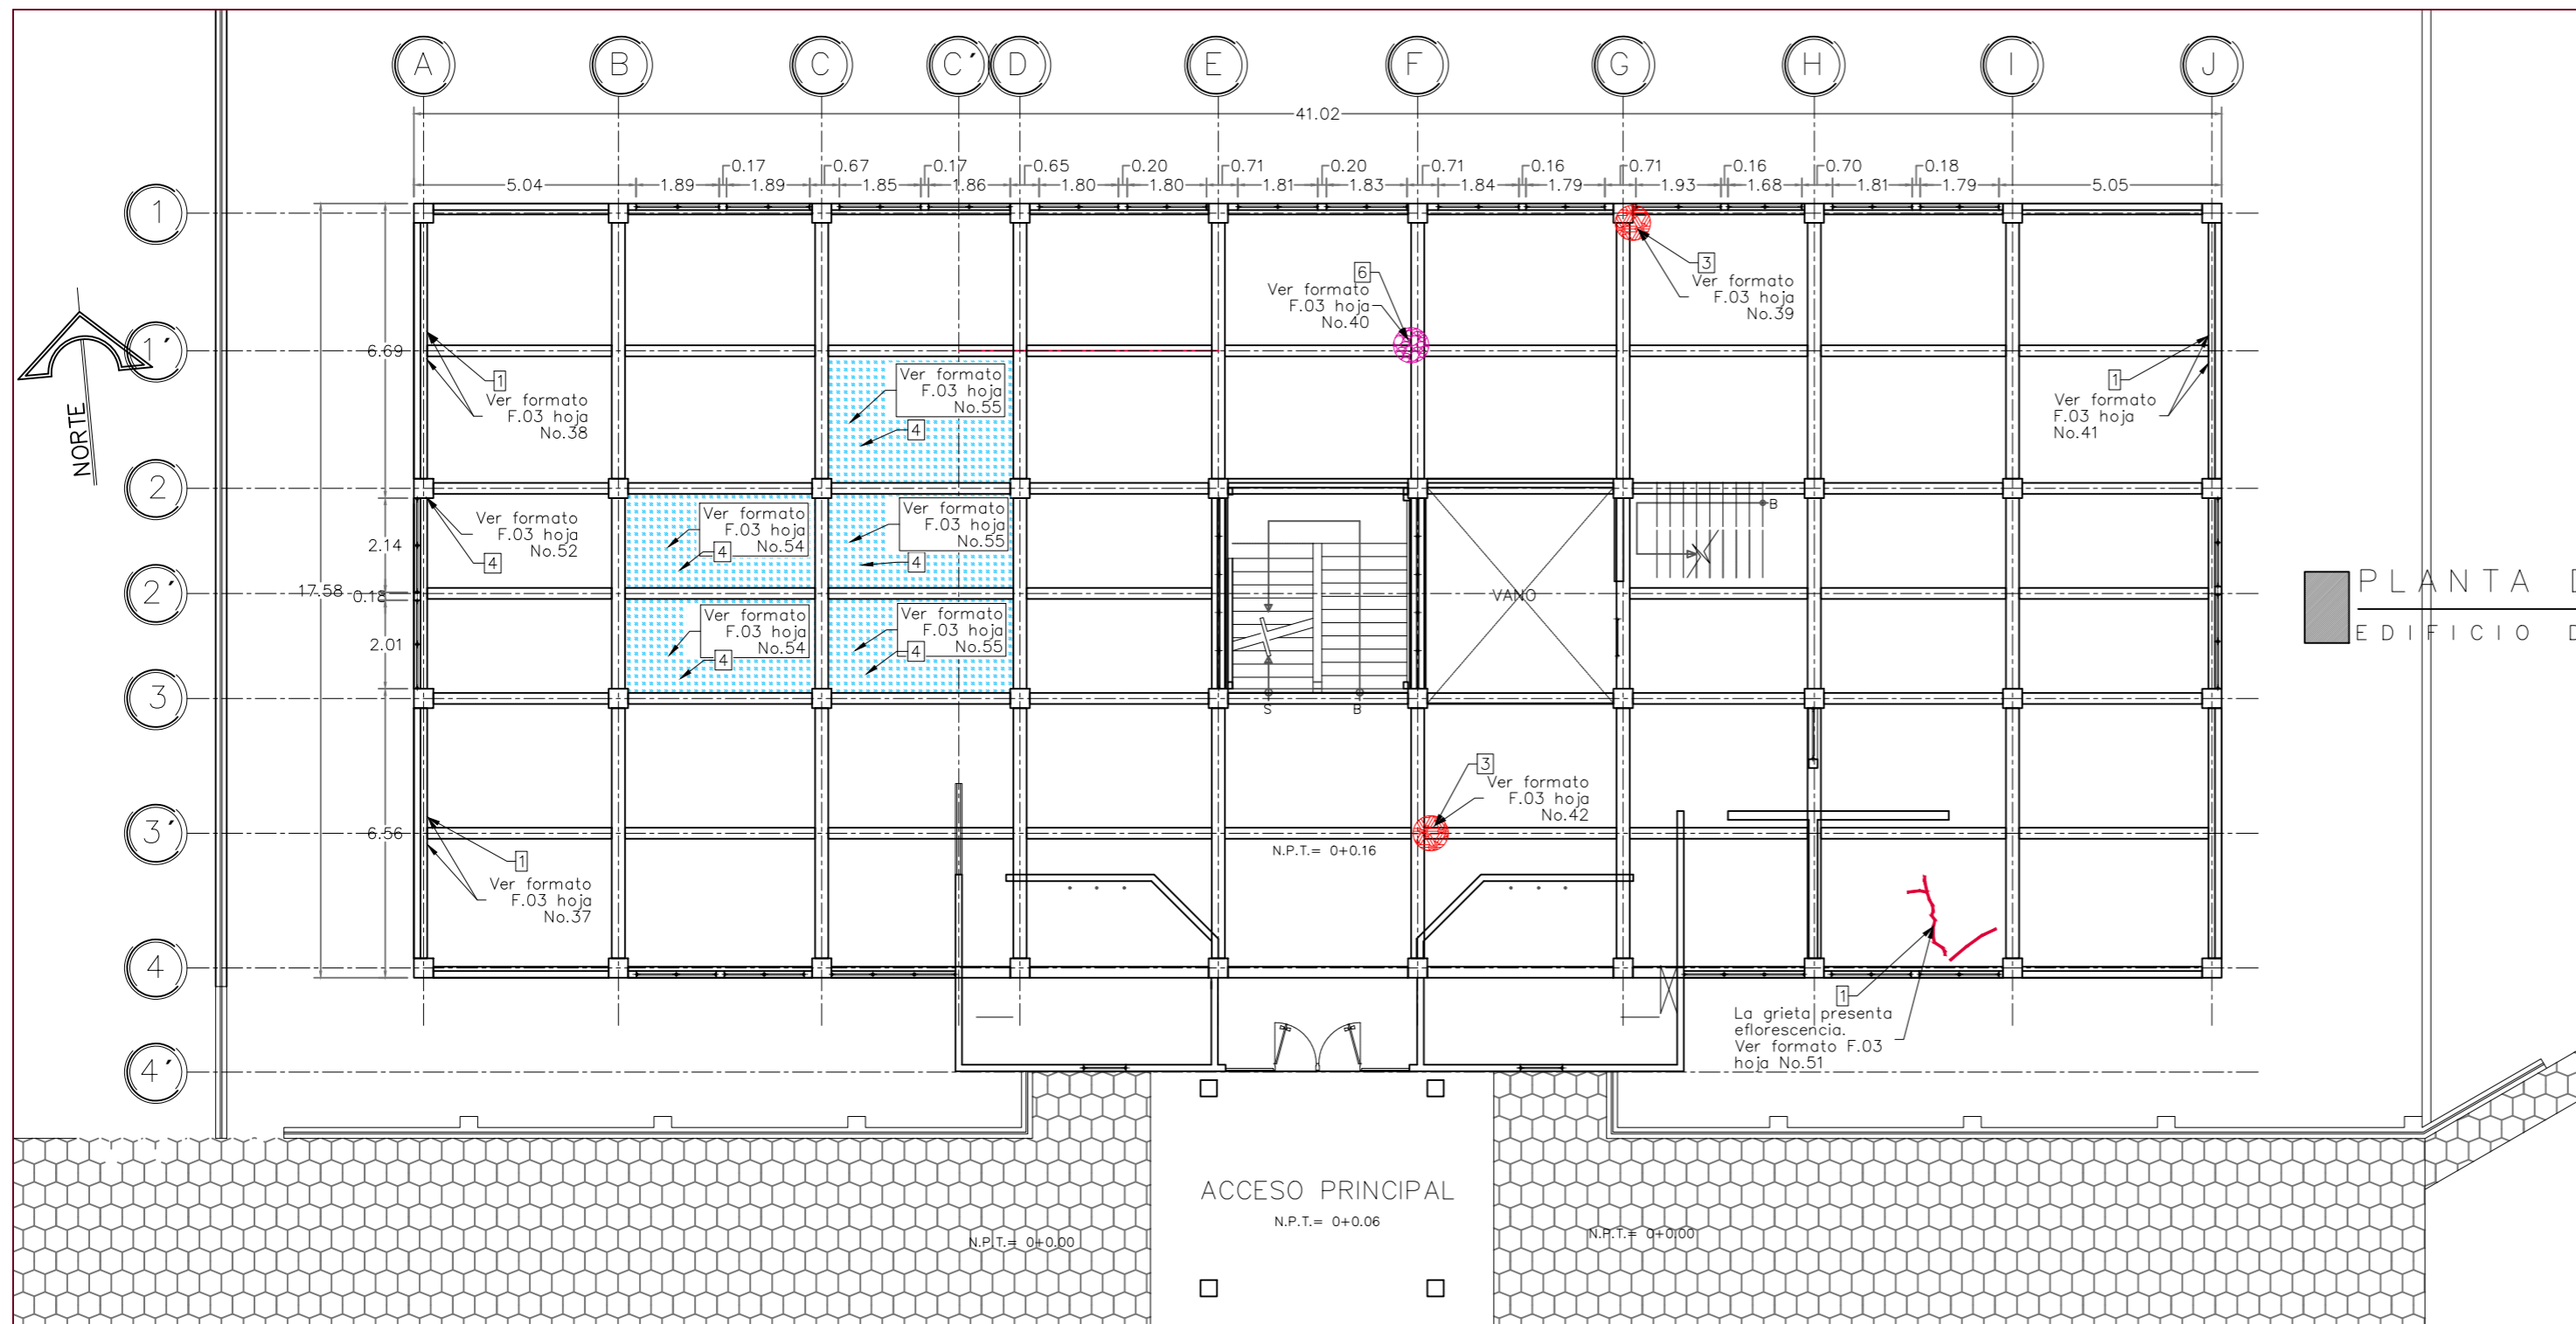 A B C C' D E F G H I J
41.02
0.17 0.67 0.17 0.65 0.20 0.71 0.20 0.71 0.16 0.71 0.16 0.70 0.18
5.04 1.89 1.89 1.85 1.86 1.80 1.80 1.81 1.83 1.84 1.79 1.93 1.68 1.81 1.79 5.05
1
6
Ver formato
F.03 hoja
No.40
3
Ver formato
F.03 hoja
No.39
1'
6.69
NORTE
1
Ver formato
F.03 hoja
No.38
Ver formato
F.03 hoja
No.55
4
1
Ver formato
F.03 hoja
No.41
2
Ver formato
F.03 hoja
No.52
4
Ver formato
F.03 hoja
No.54
4
Ver formato
F.03 hoja
No.55
4
B
2.14
2'
17.58
0.18
VANO
PLANTA D
EDIFICIO D
2.01
Ver formato
F.03 hoja
No.54
4
Ver formato
F.03 hoja
No.55
4
3
S B
3
Ver formato
F.03 hoja
No.42
3'
6.56
N.P.T.= 0+0.16
1
Ver formato
F.03 hoja
No.37
4
1
La grieta presenta
eflorescencia.
Ver formato F.03
hoja No.51
4'
ACCESO PRINCIPAL
N.P.T.= 0+0.06
N.P.T.= 0+0.00
N.P.T.= 0+0.00